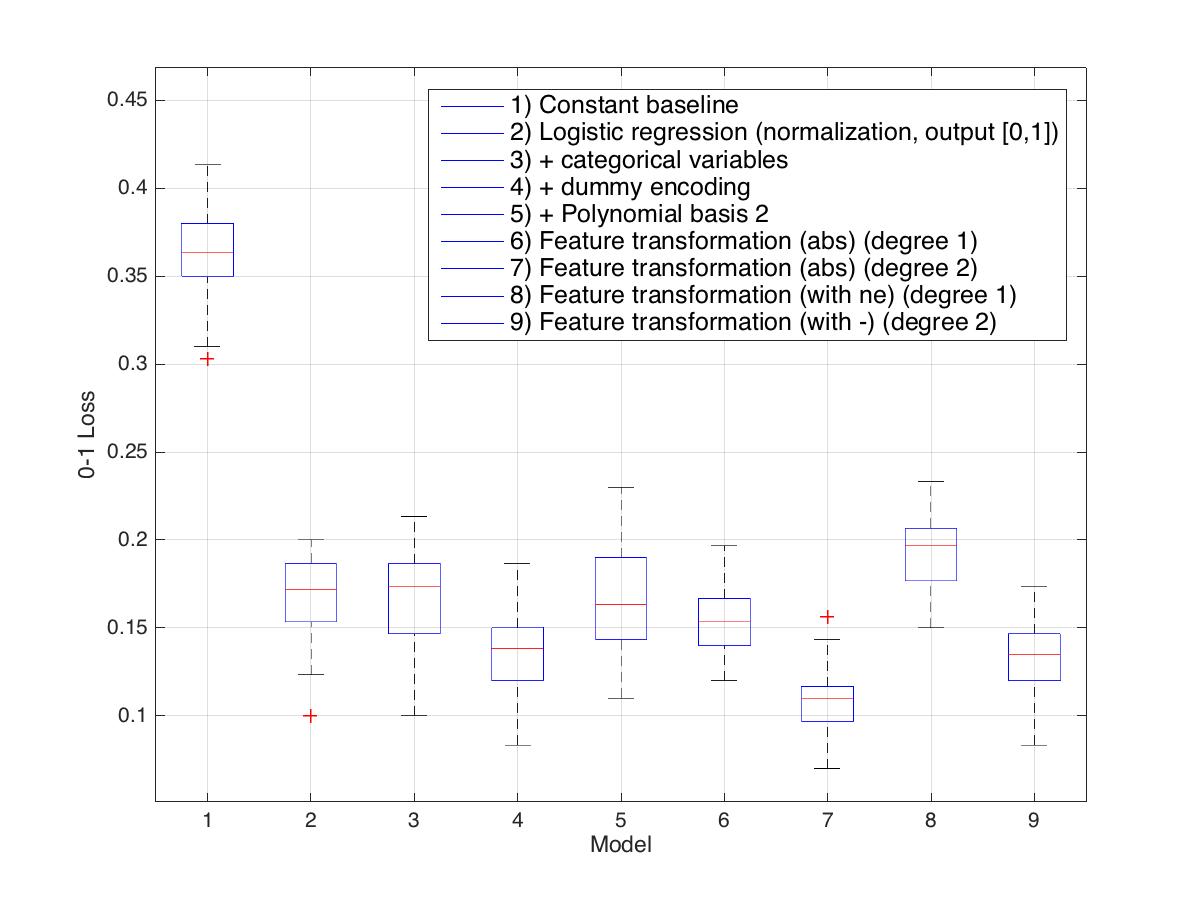 0.45
0.4
0.35
0.3
0.25
0.2
0.15
0.1
0-1 Loss
1) Constant baseline
2) Logistic regression (normalization, output [0,1])
3) + categorical variables
4) + dummy encoding
5) + Polynomial basis 2
6) Feature transformation (abs) (degree 1)
7) Feature transformation (abs) (degree 2)
8) Feature transformation (with ne) (degree 1)
9) Feature transformation (with -) (degree 2)
1 2 3 4 5 6 7 8 9
Model